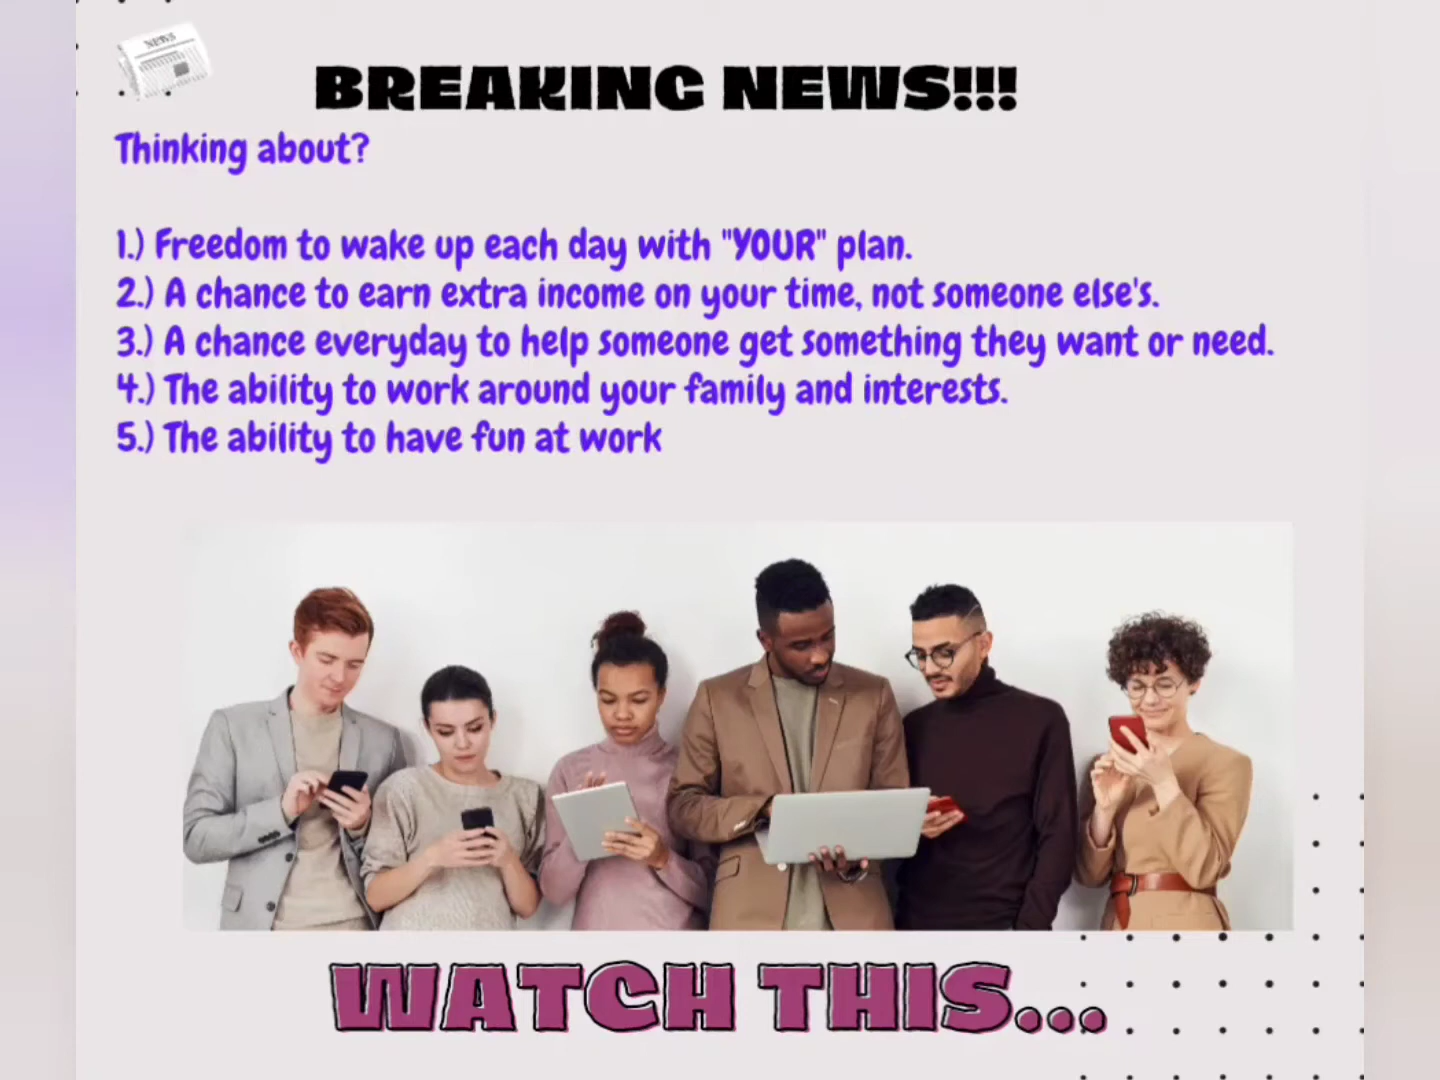 NEWS
BREAKING NEWS!!!
Thinking about?
1.) Freedom to wake up each day with "YOUR" plan.
2.) A chance to earn extra income on your time, not someone else's.
3.) A chance everyday to help someone get something they want or need.
4.) The ability to work around your family and interests.
5.) The ability to have fun at work
WATCH THIS...